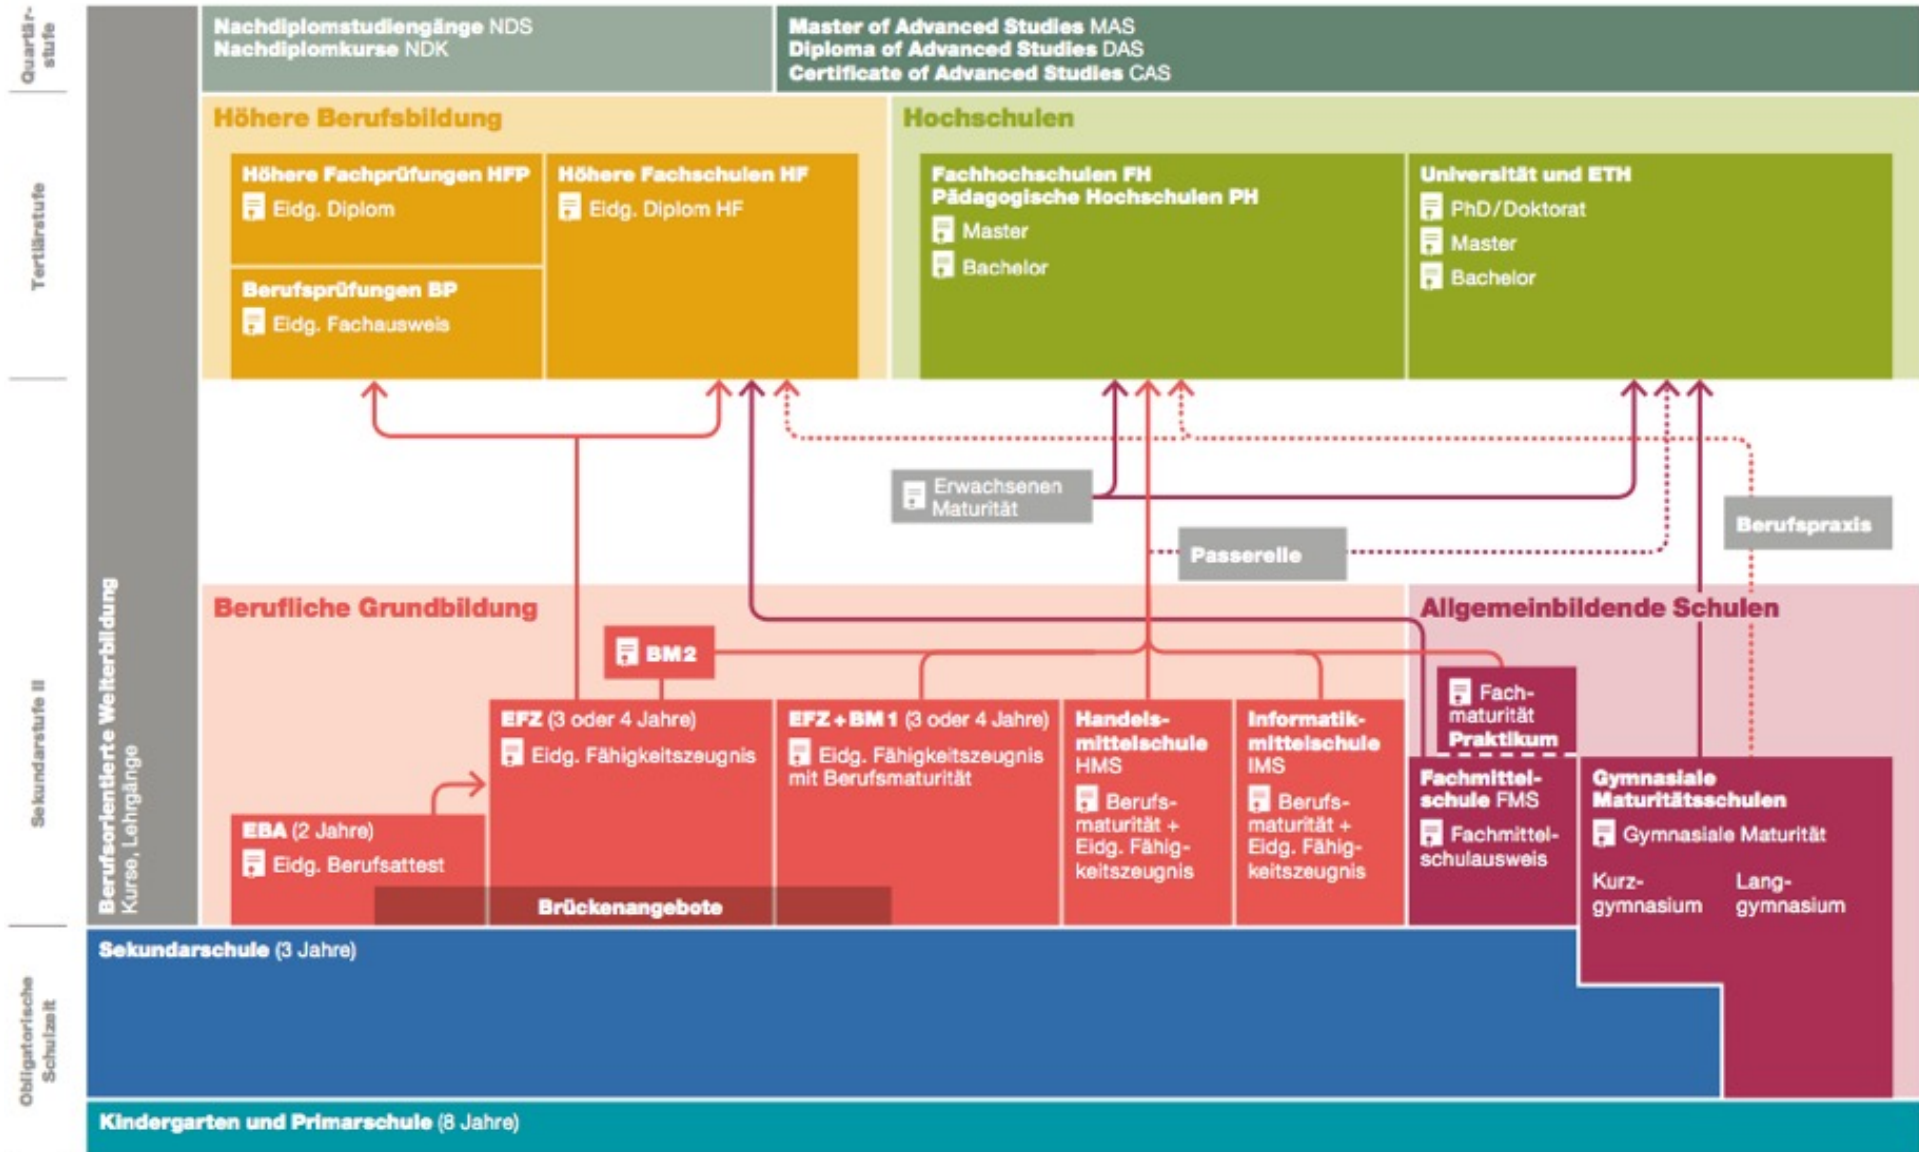 Quartär-
stufe
Nachdiplomstudiengänge NDS
Nachdiplomkurse NDK
Master of Advanced Studies MAS
Diploma of Advanced Studies DAS
Certificate of Advanced Studies CAS
Tertiärstufe
Höhere Berufsbildung
Höhere Fachprüfungen HFP
Eidg. Diplom
Berufsprüfungen BP
Eidg. Fachausweis
Höhere Fachschulen HF
Eidg. Diplom HF
Hochschulen
Fachhochschulen FH
Pädagogische Hochschulen PH
Master
Bachelor
Universität und ETH
PhD/Doktorat
Master
Bachelor
Erwachsenen
Maturität
Passerelle
Berufspraxis
Sekundarstufe II
Berufsorientierte Weiterbildung
Kurse, Lehrgänge
Berufliche Grundbildung
BM2
EBA (2 Jahre)
Eidg. Berufsattest
EFZ (3 oder 4 Jahre)
Eidg. Fähigkeitszeugnis
EFZ + BM1 (3 oder 4 Jahre)
Eidg. Fähigkeitszeugnis
mit Berufsmaturität
Brückenangebote
Handels-
mittelschule
HMS
Berufs-
maturität +
Eidg. Fähig-
keitszeugnis
Informatik-
mittelschule
IMS
Berufs-
maturität +
Eidg. Fähig-
keitszeugnis
Allgemeinbildende Schulen
Fach-
maturität
Praktikum
Fachmittel-
schule FMS
Fachmittel-
schulausweis
Gymnasiale
Maturitätsschulen
Gymnasiale Maturität
Kurz-
gymnasium
Lang-
gymnasium
Obligatorische
Schulzeit
Sekundarschule (3 Jahre)
Kindergarten und Primarschule (8 Jahre)